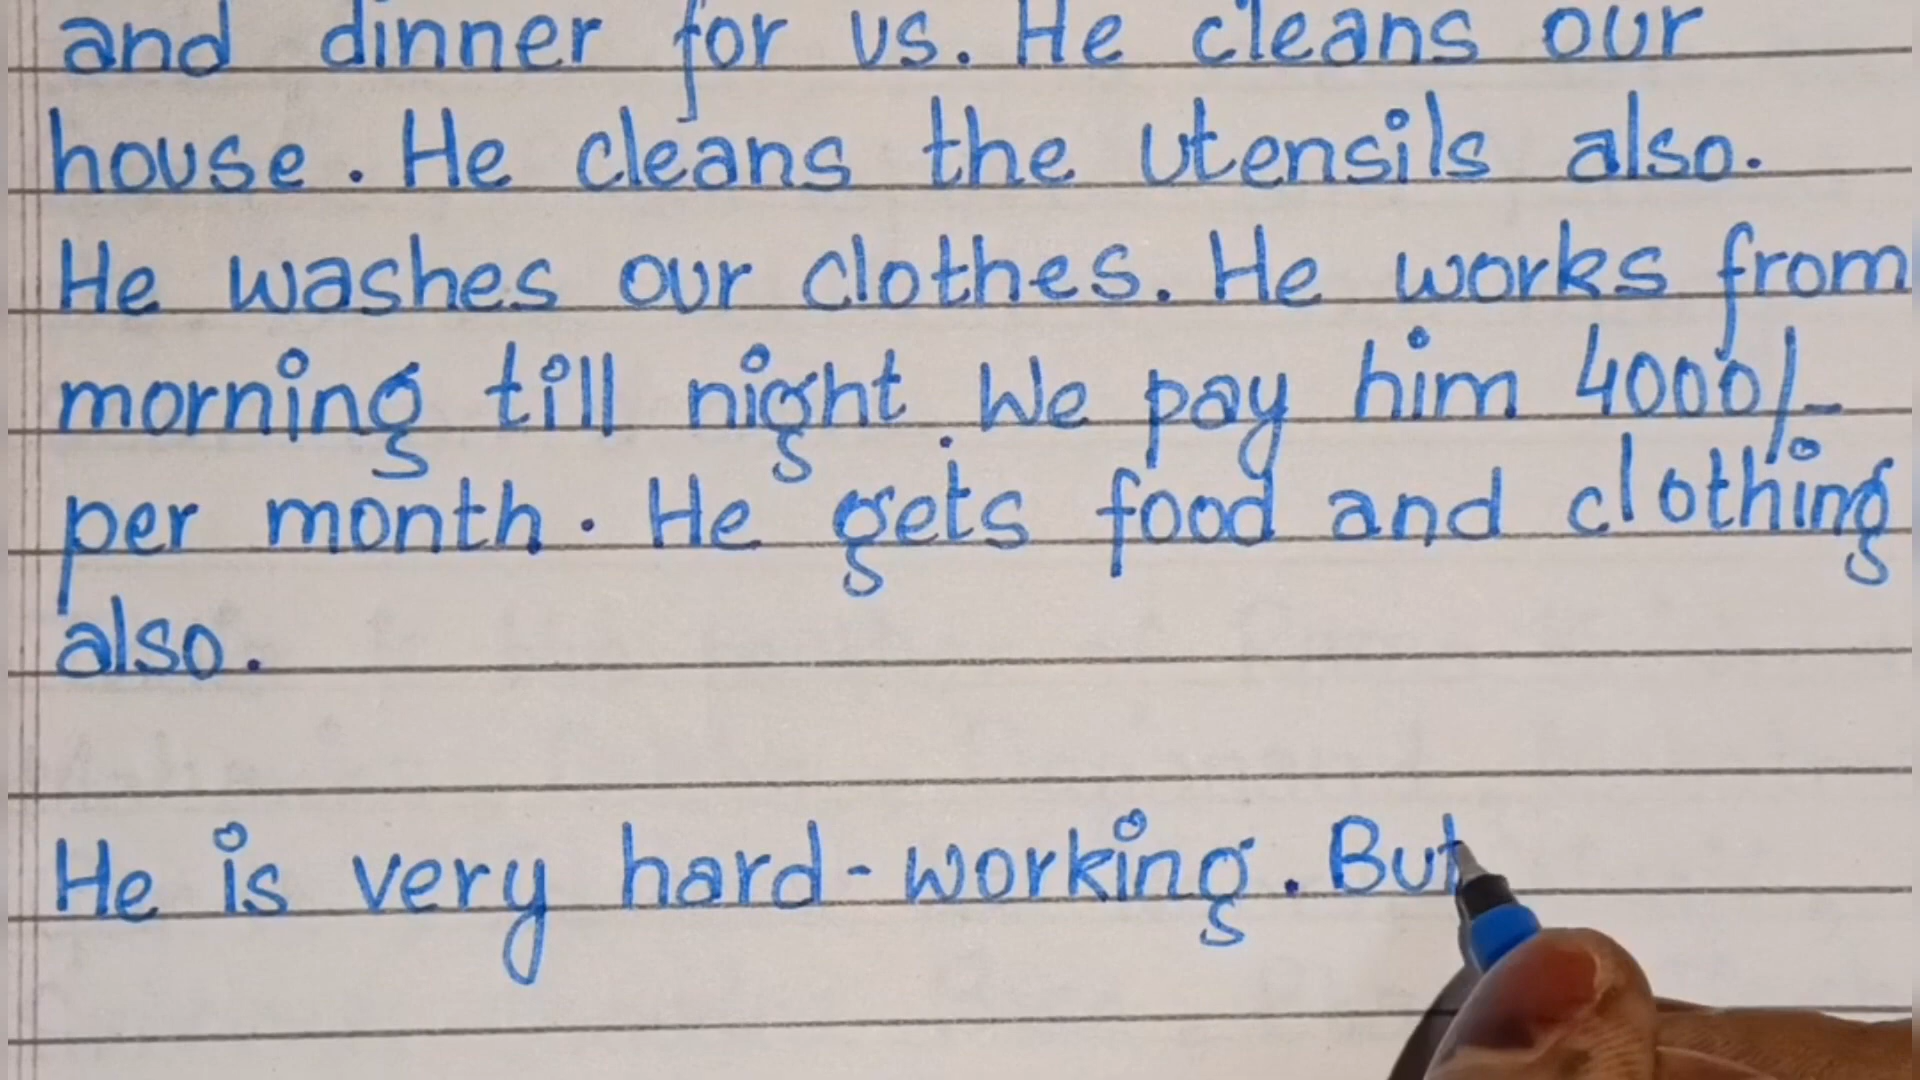 and dinner for us. He cleans our
house. He cleans the utensils also.
He washes our clothes. He works from
morning till night. We pay him 4000/-
per month. He gets food and clothing
also.
He is very hard-working. But